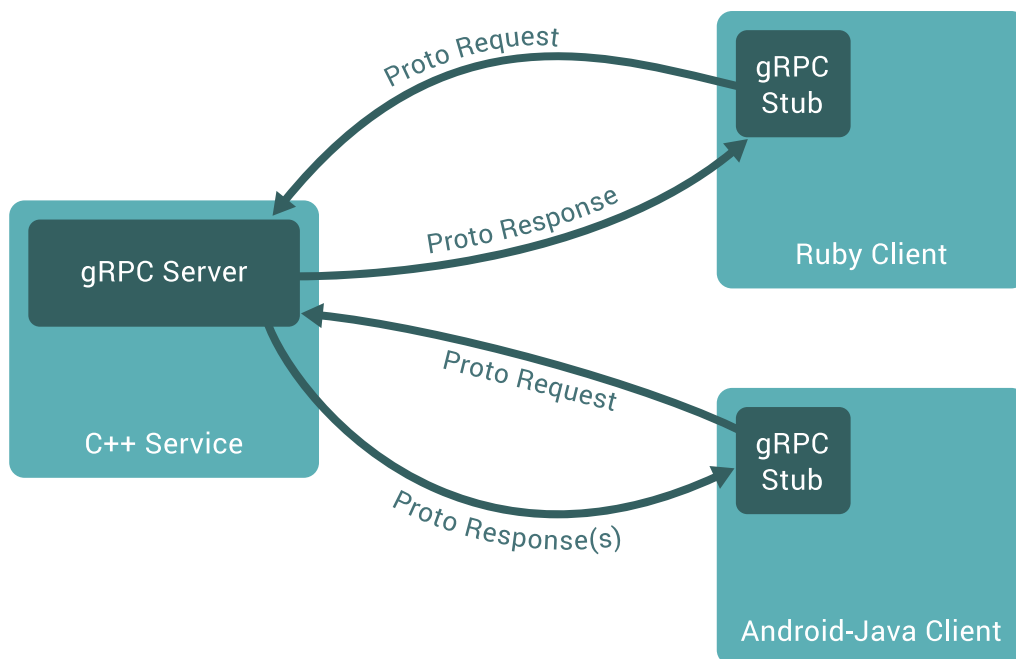 Proto Request
gRPC
Stub
Proto Response
Ruby Client
gRPC Server
C++ Service
Proto Request
gRPC
Stub
Proto Response(s)
Android-Java Client